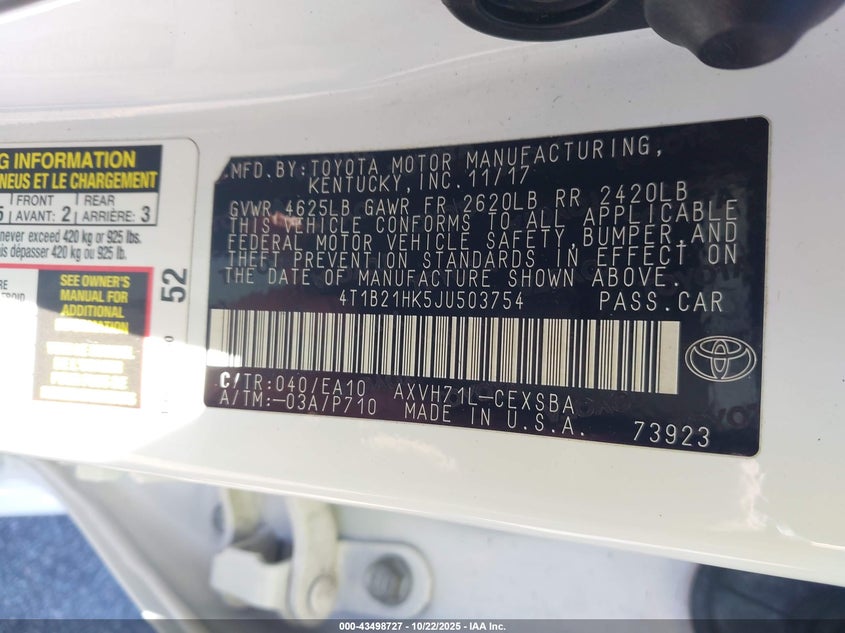 G INFORMATION
NEUS ET LE CHARGEMENT
FRONT
AVANT: 2
REAR
ARRIÈRE: 3
never exceed 420 kg or 925 lbs.
dépasser 420 kg ou 925 lb.
SEE OWNER'S
MANUAL FOR
ADDITIONAL
52
MFD. BY: TOYOTA MOTOR MANUFACTURING,
KENTUCKY, INC. 11/17
GVWR 4625LB GAWR FR 2620LB RR 2420LB
THIS VEHICLE CONFORMS TO ALL APPLICABLE
FEDERAL MOTOR VEHICLE SAFETY, BUMPER, AND
THEFT PREVENTION STANDARDS IN EFFECT ON
THE DATE OF MANUFACTURE SHOWN ABOVE.
4T1B21HK5JU503754 PASS.CAR
C/TR:040/EA10 AXVH71L-CEXSBA
A/TM:-03A/P710 MADE IN U.S.A.
73923
000-43498727 - 10/22/2025 - IAA Inc.